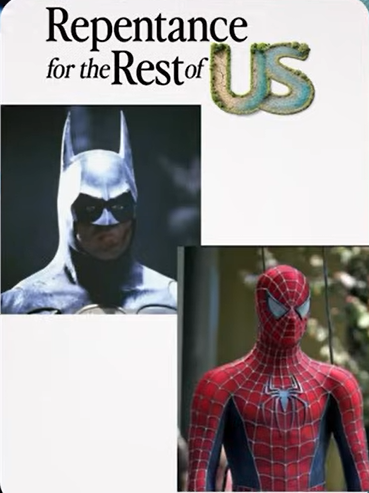 Repentance
for the Rest of US